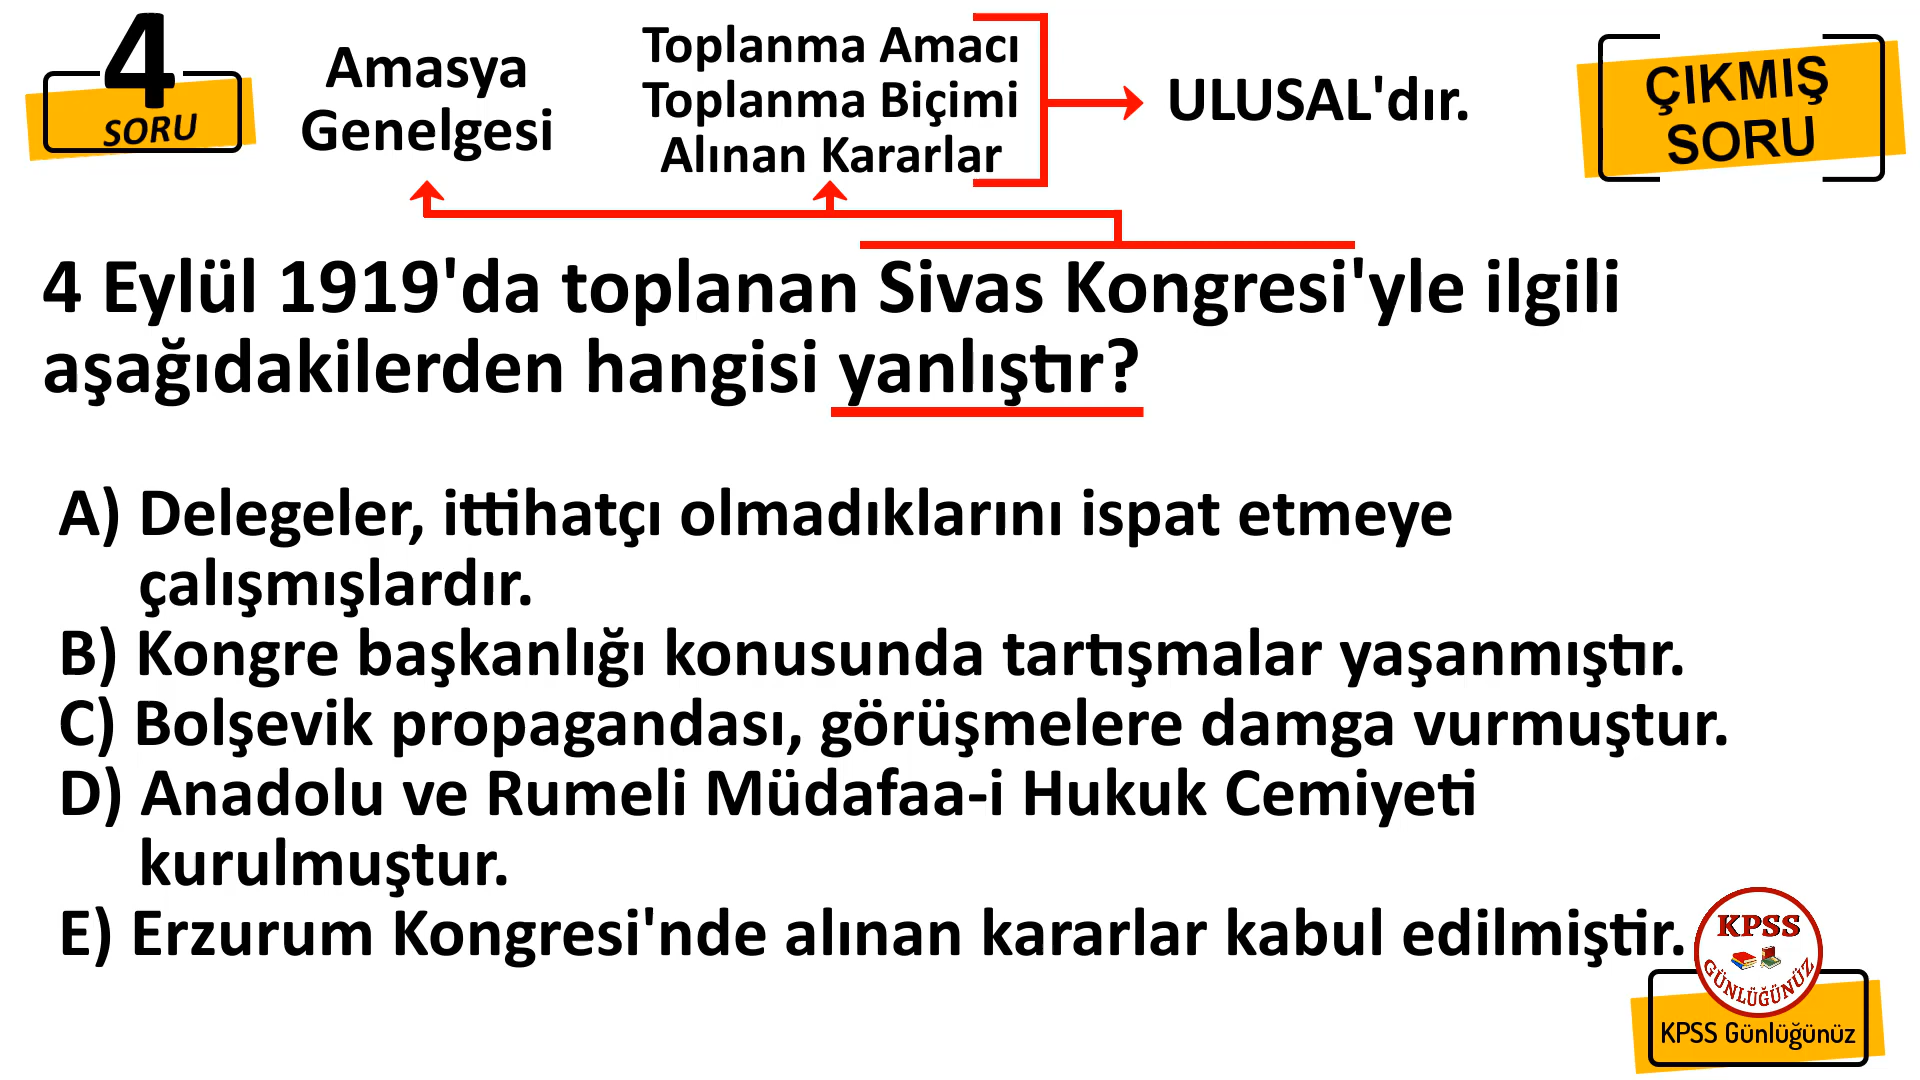 4
SORU
Amasya
Genelgesi
Toplanma Amacı
Toplanma Biçimi
Alınan Kararlar
ULUSAL'dır.
ÇIKMIŞ
SORU
4 Eylül 1919'da toplanan Sivas Kongresi'yle ilgili
aşağıdakilerden hangisi yanlıştır?
A) Delegeler, ittihatçı olmadıklarını ispat etmeye
çalışmışlardır.
B) Kongre başkanlığı konusunda tartışmalar yaşanmıştır.
C) Bolşevik propagandası, görüşmelere damga vurmuştur.
D) Anadolu ve Rumeli Müdafaa-i Hukuk Cemiyeti
kurulmuştur.
E) Erzurum Kongresi'nde alınan kararlar kabul edilmiştir.
KPSS
GÜNLÜĞÜNÜZ
KPSS Günlüğünüz